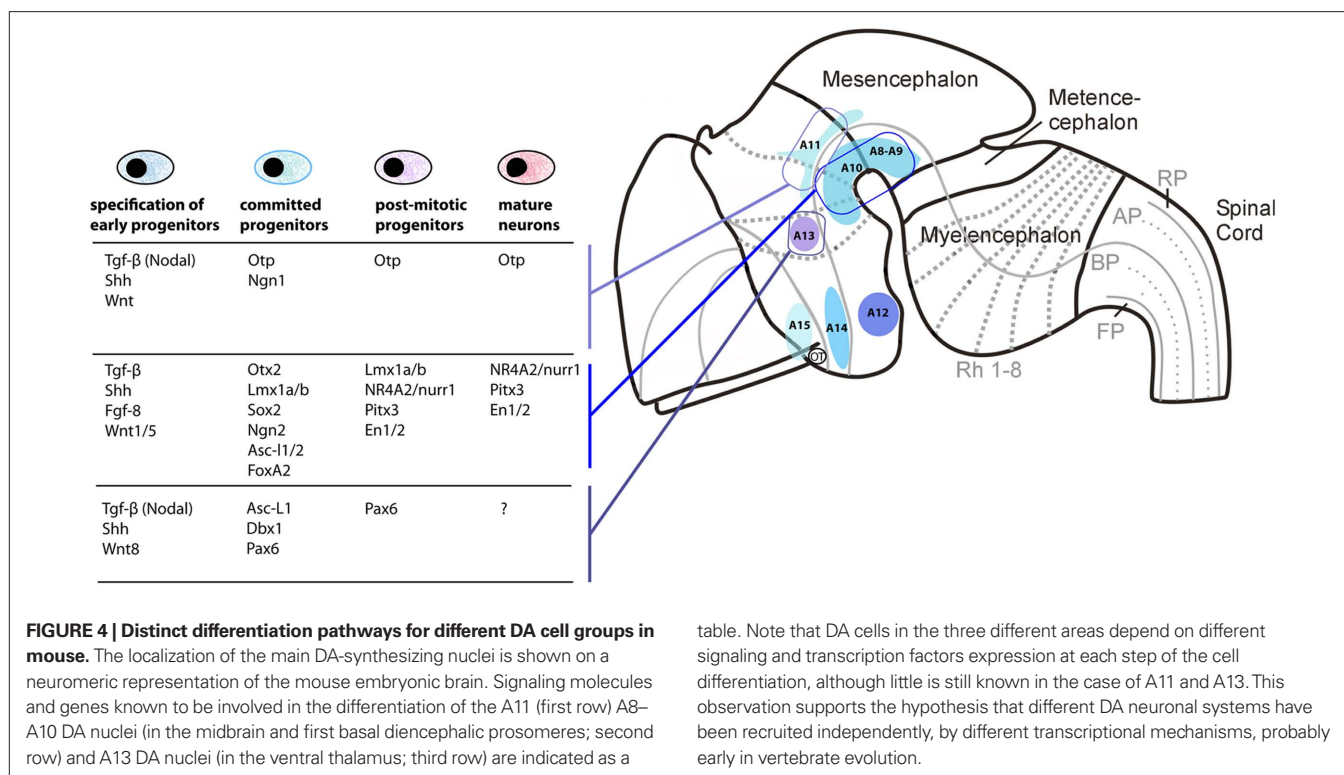 specification of early progenitors
committed progenitors
post-mitotic progenitors
mature neurons
Tgf-β (Nodal)
Shh
Wnt
Otp
Ngn1
Otp
Otp
Tgf-β
Shh
Fgf-8
Wnt1/5
Otx2
Lmx1a/b
Sox2
Ngn2
Asc-l1/2
FoxA2
Lmx1a/b
NR4A2/nurr1
Pitx3
En1/2
NR4A2/nurr1
Pitx3
En1/2
Tgf-β (Nodal)
Shh
Wnt8
Asc-L1
Dbx1
Pax6
Pax6
?
Mesencephalon
Metence-
cephalon
A11
A8-A9
A10
A13
A15
A14
A12
OT
Myelencephalon
Rh 1-8
RP
AP
BP
FP
Spinal
Cord
FIGURE 4 | Distinct differentiation pathways for different DA cell groups in
mouse. The localization of the main DA-synthesizing nuclei is shown on a
neuromeric representation of the mouse embryonic brain. Signaling molecules
and genes known to be involved in the differentiation of the A11 (first row) A8–
A10 DA nuclei (in the midbrain and first basal diencephalic prosomeres; second
row) and A13 DA nuclei (in the ventral thalamus; third row) are indicated as a
table. Note that DA cells in the three different areas depend on different
signaling and transcription factors expression at each step of the cell
differentiation, although little is still known in the case of A11 and A13. This
observation supports the hypothesis that different DA neuronal systems have
been recruited independently, by different transcriptional mechanisms, probably
early in vertebrate evolution.